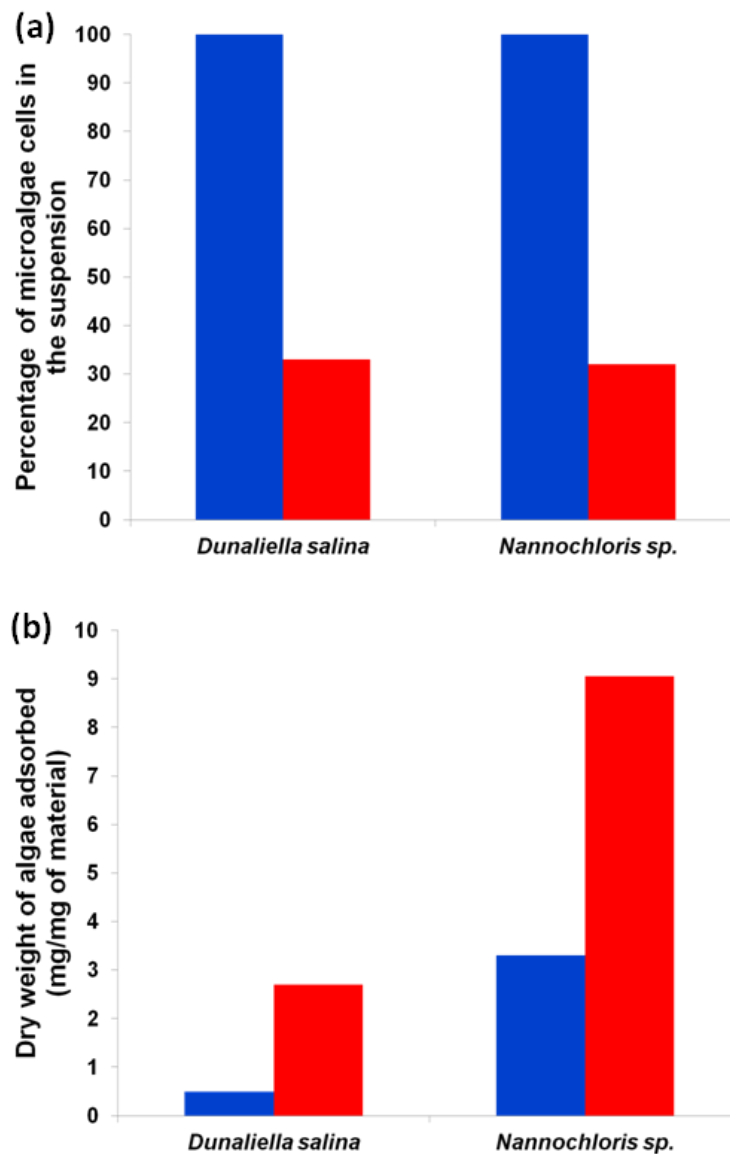 (a)
Percentage of microalgae cells in
the suspension
100
90
80
70
60
50
40
30
20
10
0
Dunaliella salina
Nannochloris sp.
(b)
Dry weight of algae adsorbed
(mg/mg of material)
10
9
8
7
6
5
4
3
2
1
0
Dunaliella salina
Nannochloris sp.